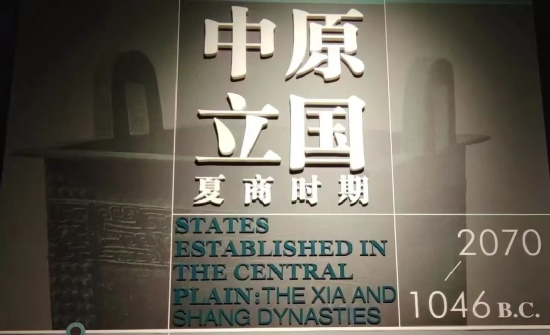 中原
立国
夏商时期
STATES
ESTABLISHED IN
THE CENTRAL
PLAIN: THE XIA AND
SHANG DYNASTIES
2070
/
1046 B.C.